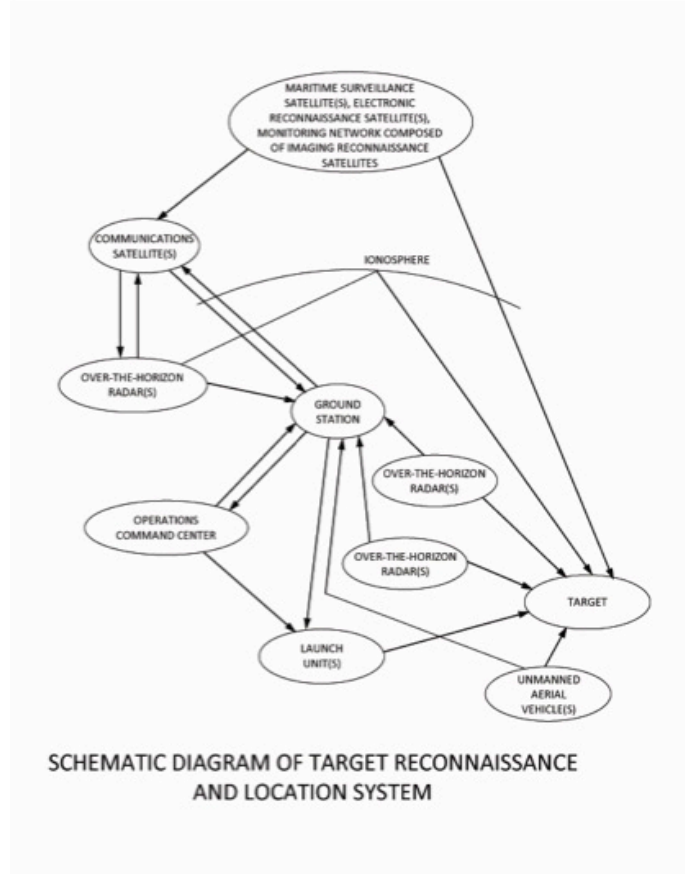 MARITIME SURVEILLANCE
SATELLITE(S), ELECTRONIC
RECONNAISSANCE SATELLITE(S),
MONITORING NETWORK COMPOSED
OF IMAGING RECONNAISSANCE
SATELLITES
COMMUNICATIONS
SATELLITE(S)
IONOSPHERE
OVER-THE-HORIZON
RADAR(S)
GROUND
STATION
OVER-THE-HORIZON
RADAR(S)
OPERATIONS
COMMAND CENTER
OVER-THE-HORIZON
RADAR(S)
TARGET
LAUNCH
UNIT(S)
UNMANNED
AERIAL
VEHICLE(S)
SCHEMATIC DIAGRAM OF TARGET RECONNAISSANCE
AND LOCATION SYSTEM